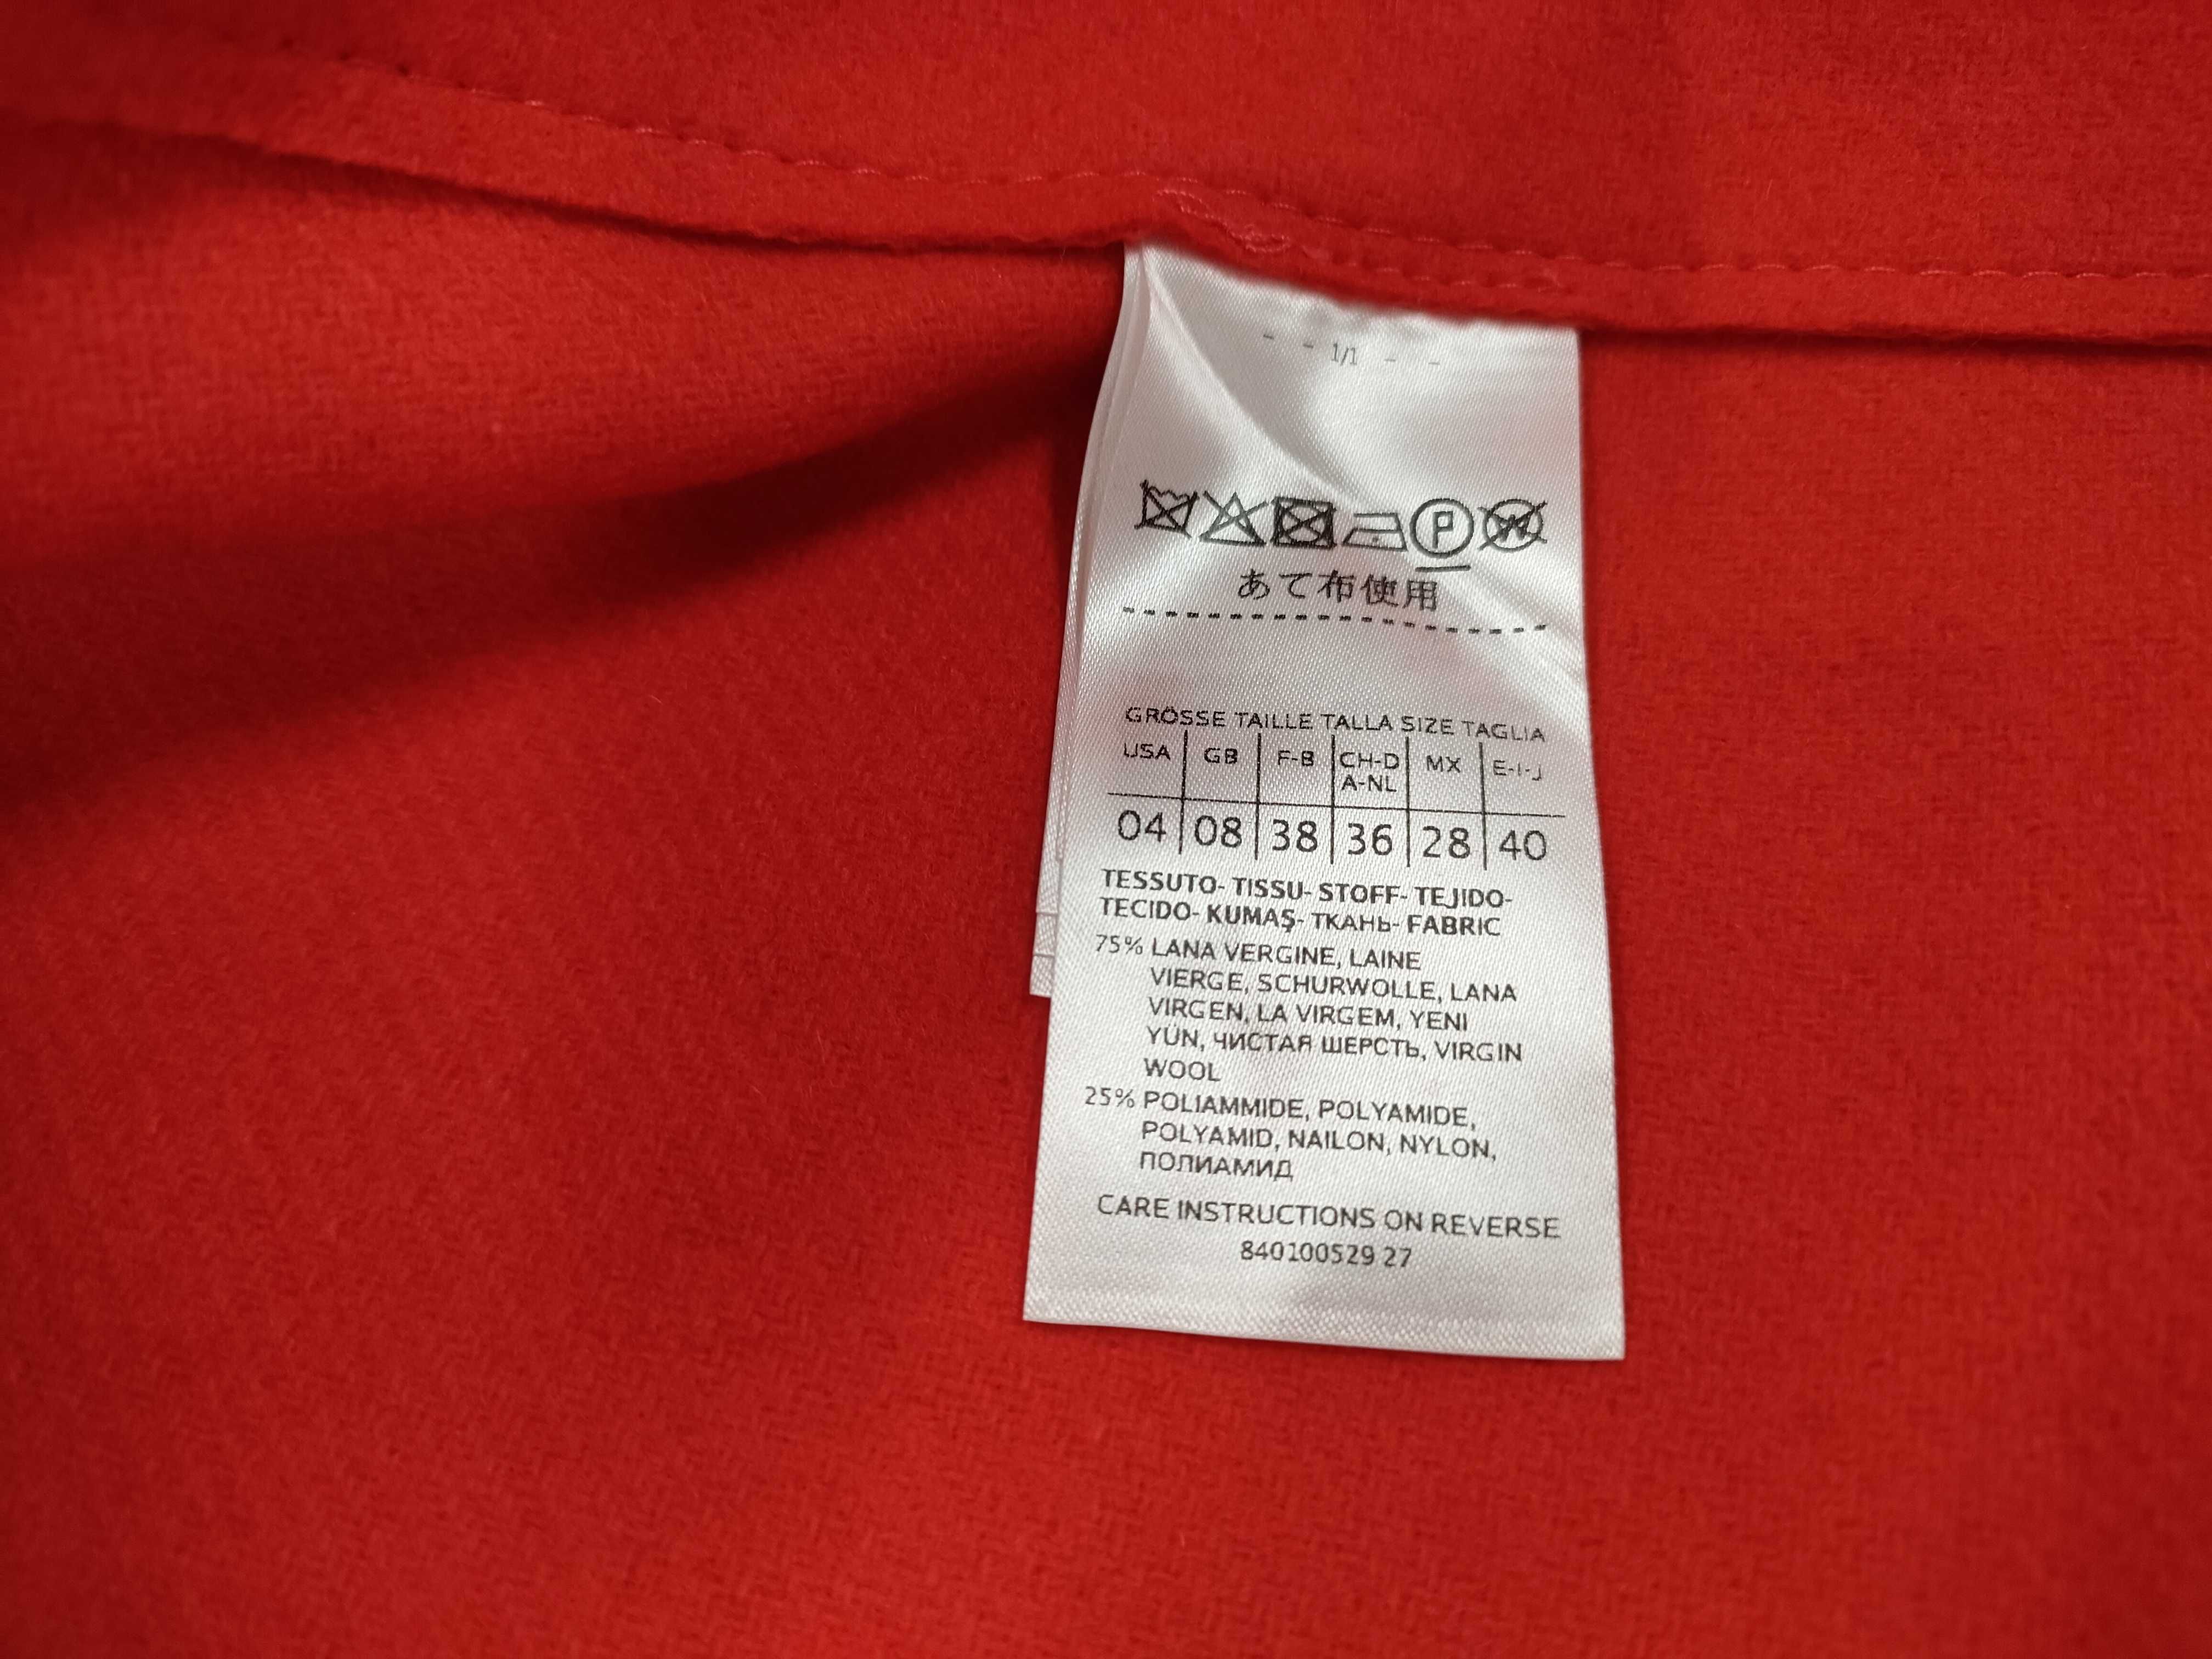 - - 1/1 - -
P W
あて布使用
GRÖSSE TAILLE TALLA SIZE TAGLIA
USA GB F-B CH-D A-NL MX E-I-J
04 08 38 36 28 40
TESSUTO- TISSU- STOFF- TEJIDO-
TECIDO- KUMAŞ- ТКАНЬ- FABRIC
75% LANA VERGINE, LAINE
VIERGE, SCHURWOLLE, LANA
VIRGEN, LA VIRGEM, YENI
YÜN, ЧИСТАЯ ШЕРСТЬ, VIRGIN
WOOL
25% POLIAMMIDE, POLYAMIDE,
POLYAMID, NAILON, NYLON,
ПОЛИАМИД
CARE INSTRUCTIONS ON REVERSE
840100529 27